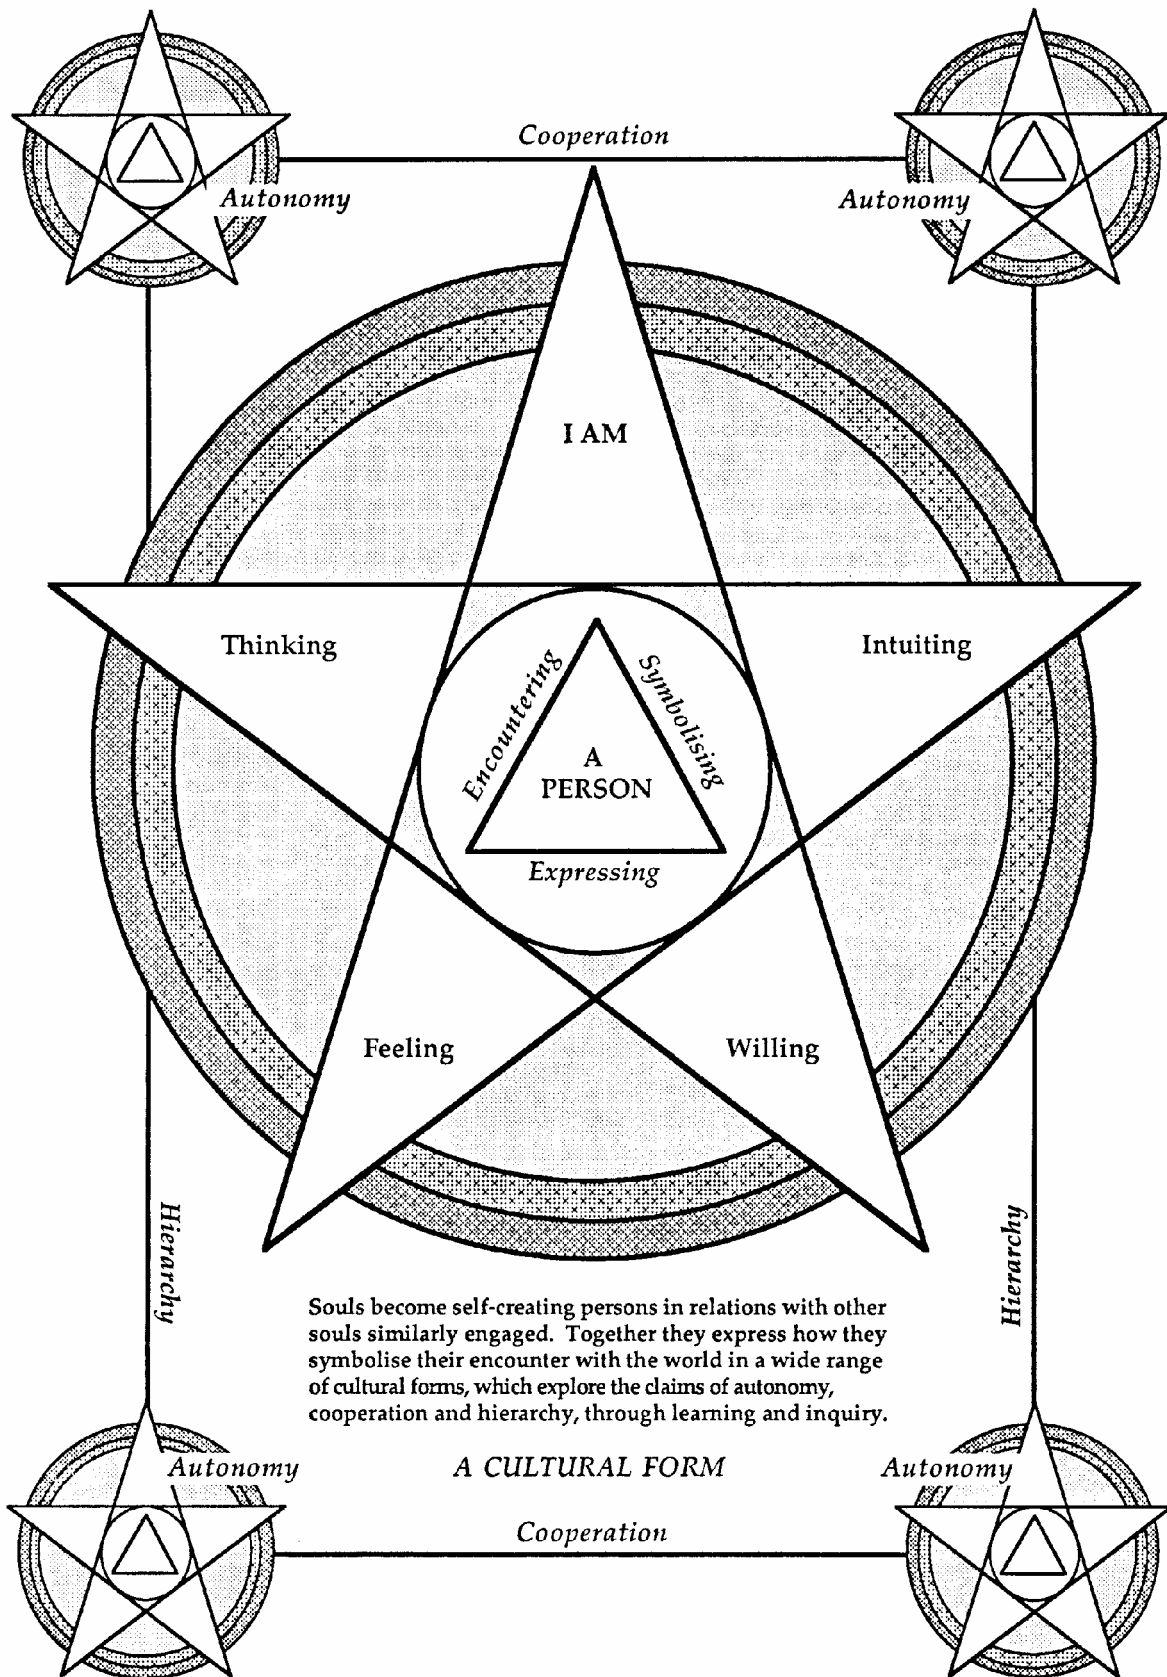 Cooperation
Autonomy
Autonomy
I AM
Thinking
Intuiting
Encountering
Symbolising
A
PERSON
Expressing
Feeling
Willing
Hierarchy
Hierarchy
Souls become self-creating persons in relations with other
souls similarly engaged. Together they express how they
symbolise their encounter with the world in a wide range
of cultural forms, which explore the claims of autonomy,
cooperation and hierarchy, through learning and inquiry.
Autonomy
A CULTURAL FORM
Autonomy
Cooperation